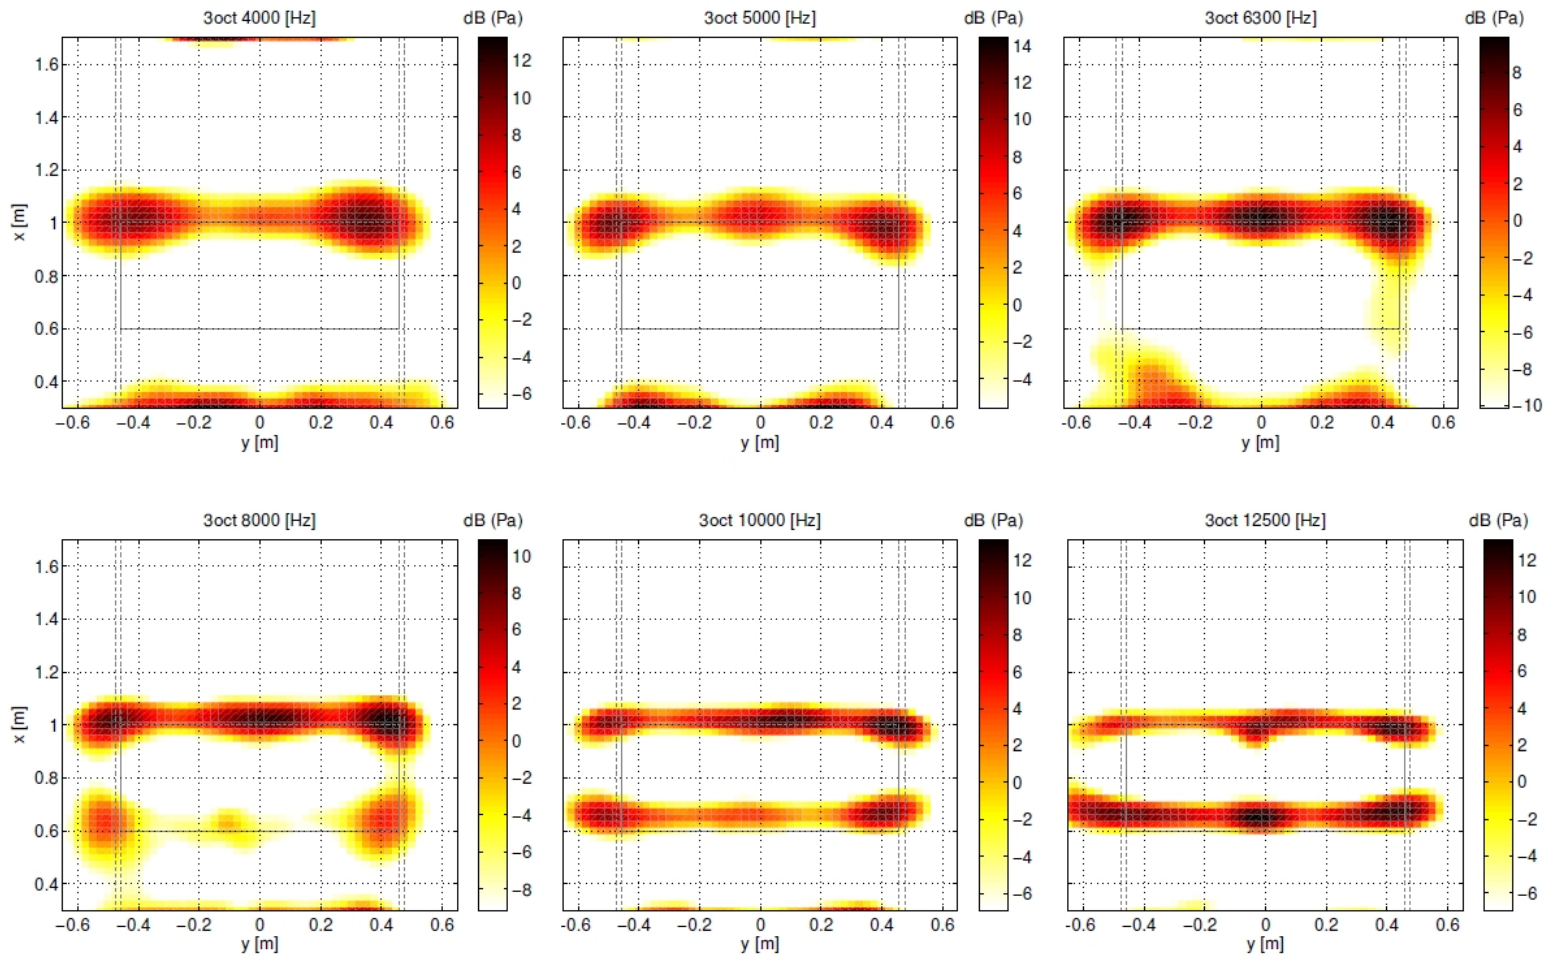 3oct 4000 [Hz] dB (Pa) 3oct 5000 [Hz] dB (Pa) 3oct 6300 [Hz] dB (Pa)
1.6 12 14 8
1.4 10 12 6
1.2 8 10 4
x [m] 1 6 8 2
0.8 4 6 0
0.6 2 4 −2
0.4 0 2 −4
−2 0 −6
−4 −2 −8
−6 −4 −10
−0.6 −0.4 −0.2 0 0.2 0.4 0.6 −0.6 −0.4 −0.2 0 0.2 0.4 0.6 -0.6 −0.4 −0.2 0 0.2 0.4 0.6
y [m] y [m] y [m]
3oct 8000 [Hz] dB (Pa) 3oct 10000 [Hz] dB (Pa) 3oct 12500 [Hz] dB (Pa)
1.6 10 12 12
1.4 8 10 10
1.2 6 8 8
x [m] 1 4 6 6
0.8 2 4 4
0.6 0 2 2
0.4 −2 0 0
−4 −2 −2
−6 −4 −4
−8 −6 −6
−0.6 −0.4 −0.2 0 0.2 0.4 0.6 −0.6 −0.4 −0.2 0 0.2 0.4 0.6 -0.6 −0.4 −0.2 0 0.2 0.4 0.6
y [m] y [m] y [m]